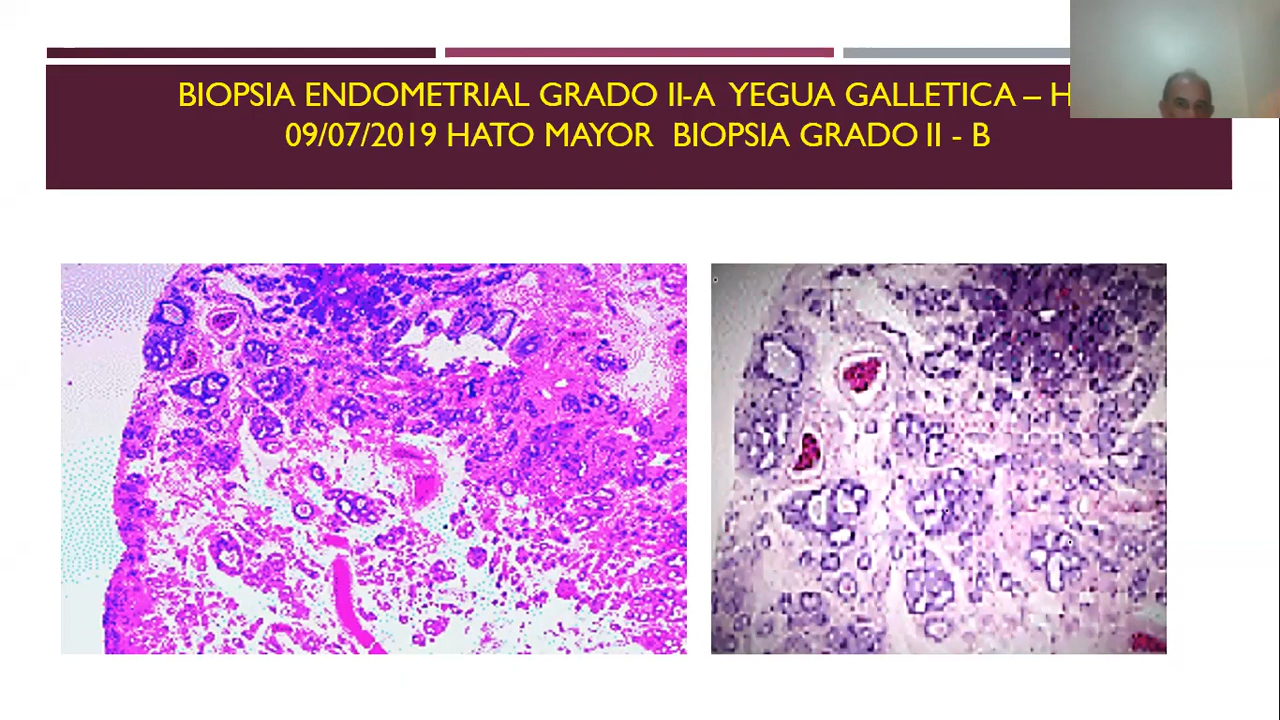 BIOPSIA ENDOMETRIAL GRADO II-A YEGUA GALLETICA – H
09/07/2019 HATO MAYOR BIOPSIA GRADO II - B